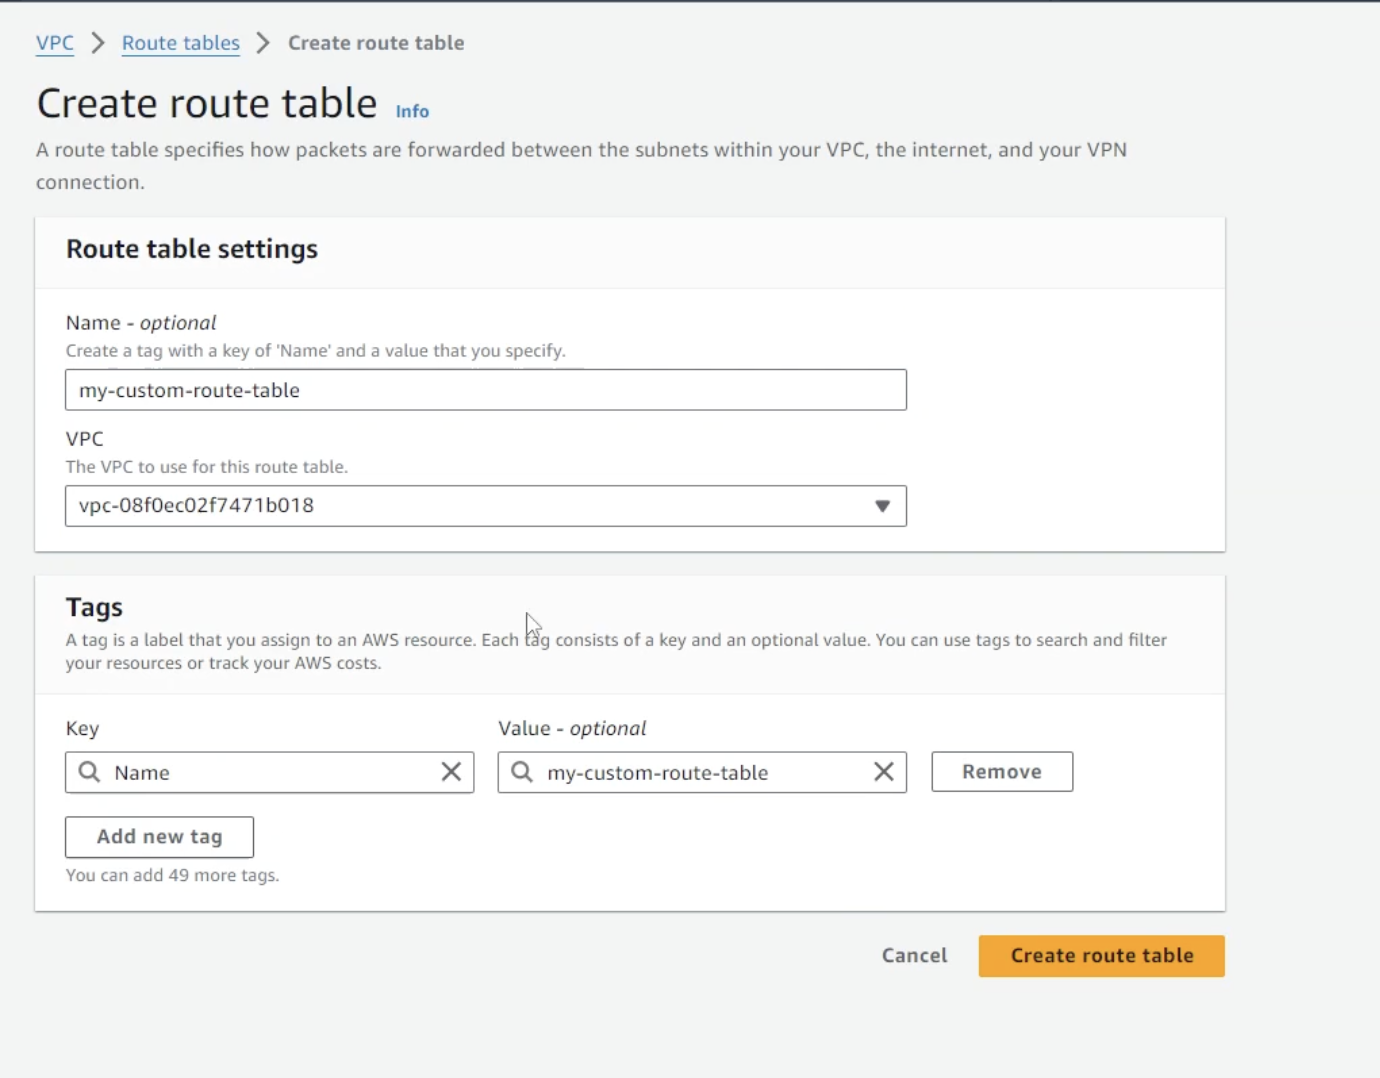 VPC > Route tables > Create route table
Create route table Info
A route table specifies how packets are forwarded between the subnets within your VPC, the internet, and your VPN
connection.
Route table settings
Name - optional
Create a tag with a key of 'Name' and a value that you specify.
my-custom-route-table
VPC
The VPC to use for this route table.
vpc-08f0ec02f7471b018
Tags
A tag is a label that you assign to an AWS resource. Each tag consists of a key and an optional value. You can use tags to search and filter
your resources or track your AWS costs.
Key Value - optional
Name my-custom-route-table Remove
Add new tag
You can add 49 more tags.
Cancel Create route table